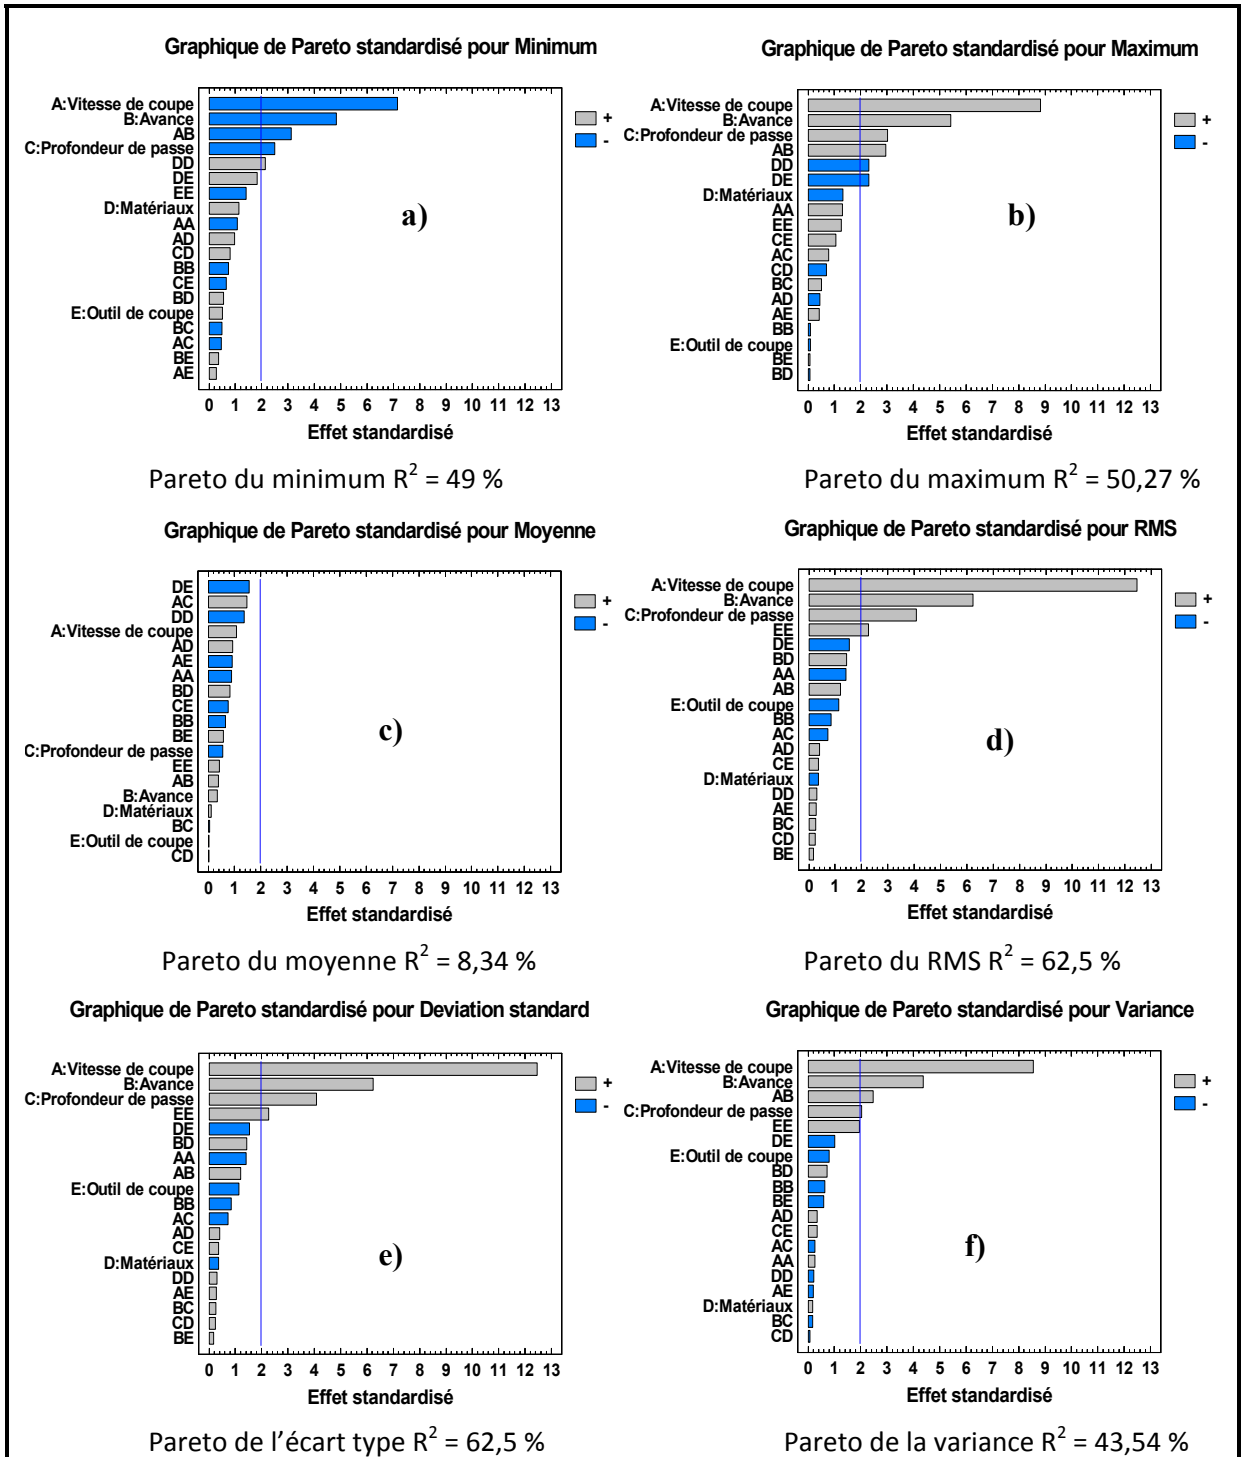 Graphique de Pareto standardisé pour Minimum
A:Vitesse de coupe
B:Avance
AB
C:Profondeur de passe
DD
DE
EE
D:Matériaux
AA
AD
CD
BB
CE
BD
E:Outil de coupe
BC
AC
BE
AE
+
-
a)
0 1 2 3 4 5 6 7 8 9 10 11 12 13
Effet standardisé
Pareto du minimum R² = 49 %
Graphique de Pareto standardisé pour Maximum
A:Vitesse de coupe
B:Avance
C:Profondeur de passe
AB
DD
DE
D:Matériaux
AA
EE
CE
AC
CD
BC
AD
AE
BB
E:Outil de coupe
BE
BD
+
-
b)
0 1 2 3 4 5 6 7 8 9 10 11 12 13
Effet standardisé
Pareto du maximum R² = 50,27 %
Graphique de Pareto standardisé pour Moyenne
DE
AC
DD
A:Vitesse de coupe
AD
AE
AA
BD
CE
BB
BE
C:Profondeur de passe
EE
AB
B:Avance
D:Matériaux
BC
E:Outil de coupe
CD
+
-
c)
0 1 2 3 4 5 6 7 8 9 10 11 12 13
Effet standardisé
Pareto du moyenne R² = 8,34 %
Graphique de Pareto standardisé pour RMS
A:Vitesse de coupe
B:Avance
C:Profondeur de passe
EE
DE
BD
AA
AB
E:Outil de coupe
BB
AC
AD
CE
D:Matériaux
DD
AE
BC
CD
BE
+
-
d)
0 1 2 3 4 5 6 7 8 9 10 11 12 13
Effet standardisé
Pareto du RMS R² = 62,5 %
Graphique de Pareto standardisé pour Deviation standard
A:Vitesse de coupe
B:Avance
C:Profondeur de passe
EE
DE
BD
AA
AB
E:Outil de coupe
BB
AC
AD
CE
D:Matériaux
DD
AE
BC
CD
BE
+
-
e)
0 1 2 3 4 5 6 7 8 9 10 11 12 13
Effet standardisé
Pareto de l'écart type R² = 62,5 %
Graphique de Pareto standardisé pour Variance
A:Vitesse de coupe
B:Avance
AB
C:Profondeur de passe
EE
DE
E:Outil de coupe
BD
BB
BE
AD
CE
AC
AA
DD
AE
D:Matériaux
BC
CD
+
-
f)
0 1 2 3 4 5 6 7 8 9 10 11 12 13
Effet standardisé
Pareto de la variance R² = 43,54 %